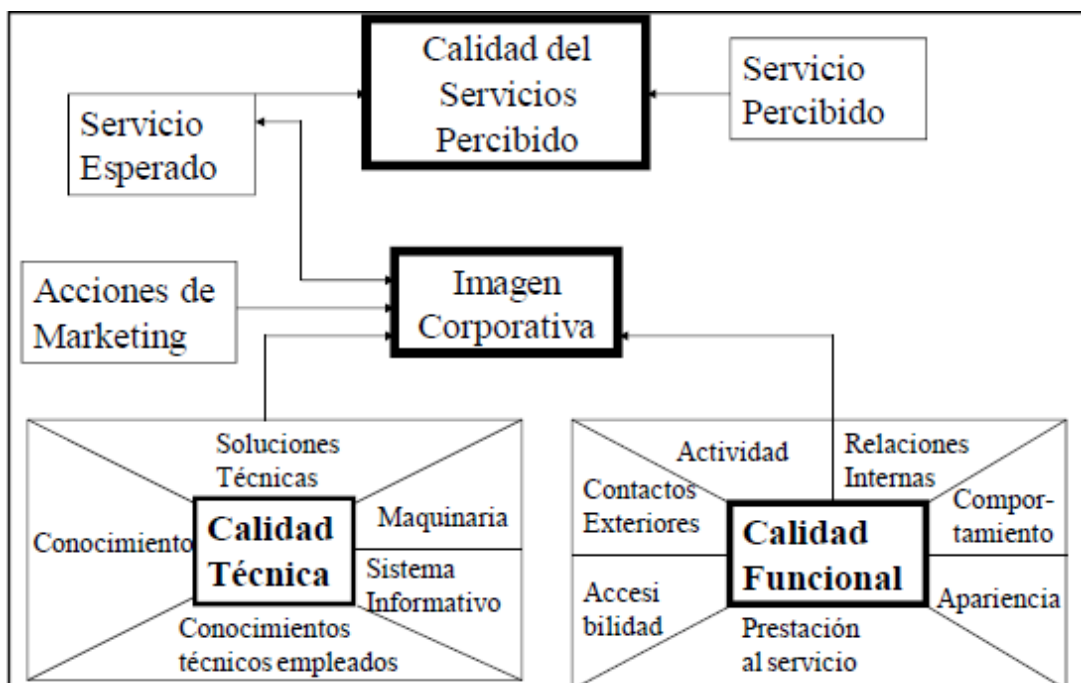 Calidad del
Servicios
Percibido
Servicio
Percibido
Servicio
Esperado
Imagen
Corporativa
Acciones de
Marketing
Soluciones
Técnicas
Conocimiento
Calidad
Técnica
Maquinaria
Sistema
Informativo
Conocimientos
técnicos empleados
Actividad
Relaciones
Internas
Contactos
Exteriores
Compor-
tamiento
Calidad
Funcional
Accesi
bilidad
Apariencia
Prestación
al servicio